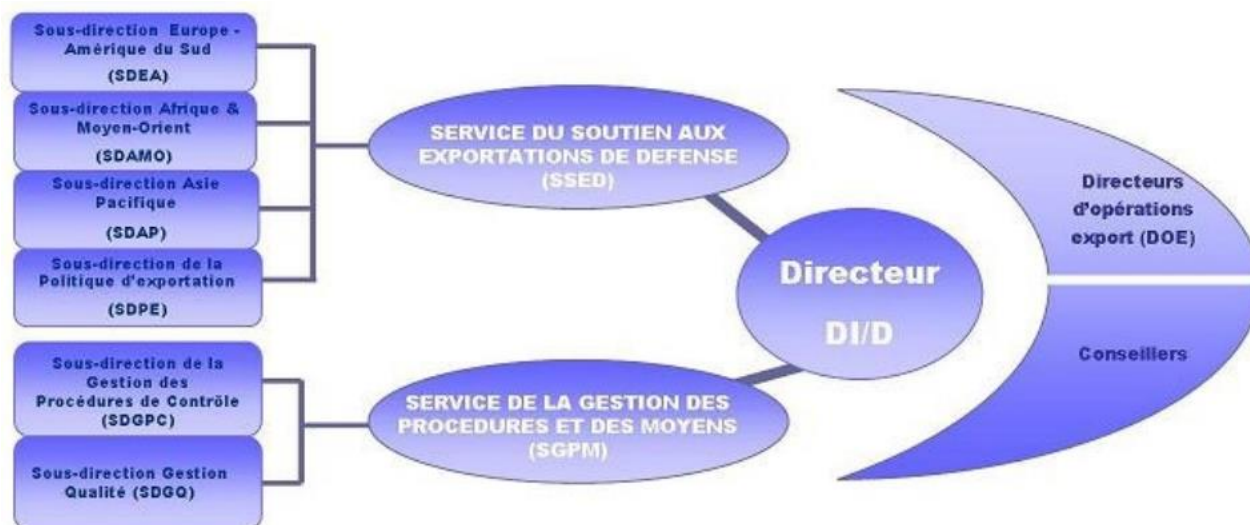 Sous-direction Europe -
Amérique du Sud
(SDEA)
Sous-direction Afrique &
Moyen-Orient
(SDAMO)
Sous-direction Asie
Pacifique
(SDAP)
Sous-direction de la
Politique d'exportation
(SDPE)
Sous-direction de la
Gestion des
Procédures de Contrôle
(SDGPC)
Sous-direction Gestion
Qualité (SDGQ)
SERVICE DU SOUTIEN AUX
EXPORTATIONS DE DEFENSE
(SSED)
SERVICE DE LA GESTION DES
PROCEDURES ET DES MOYENS
(SGPM)
Directeur
DI/D
Directeurs
d'opérations
export (DOE)
Conseillers